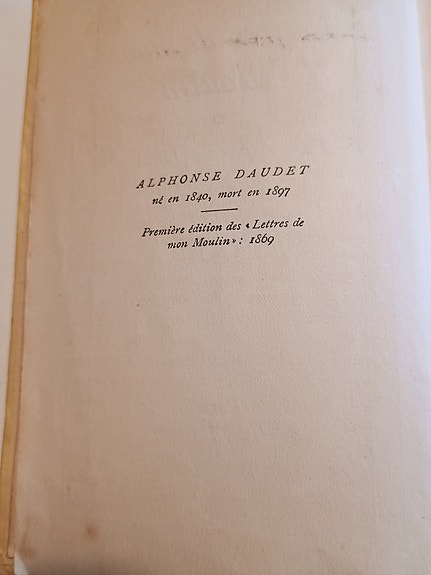 ALPHONSE DAUDET
né en 1840, mort en 1897
Première édition des « Lettres de
mon Moulin » : 1869